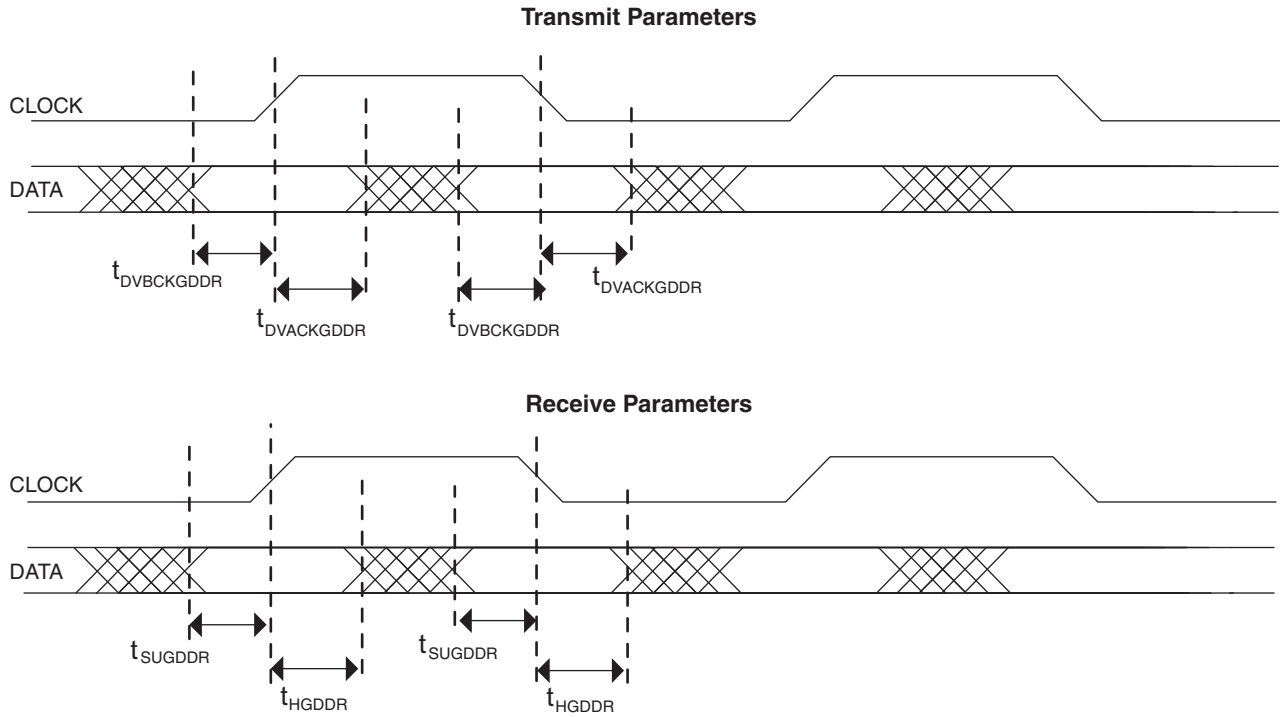 Transmit Parameters
CLOCK
DATA
tDVBCKGDDR
tDVACKGDDR
tDVACKGDDR
tDVBCKGDDR
Receive Parameters
CLOCK
DATA
tSUGDDR
tSUGDDR
tHGDDR
tHGDDR